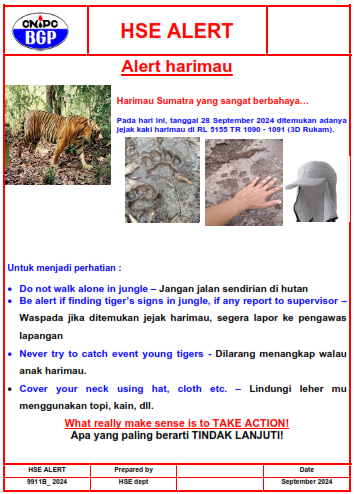 CNPC
BGP
HSE ALERT
Alert harimau
Harimau Sumatra yang sangat berbahaya…
Pada hari ini, tanggal 28 September 2024 ditemukan adanya
jejak kaki harimau di RL 5155 TR 1090 - 1091 (3D Rukam).
Untuk menjadi perhatian :
• Do not walk alone in jungle – Jangan jalan sendirian di hutan
• Be alert if finding tiger's signs in jungle, if any report to supervisor –
Waspada jika ditemukan jejak harimau, segera lapor ke pengawas
lapangan
• Never try to catch event young tigers - Dilarang menangkap walau
anak harimau.
• Cover your neck using hat, cloth etc. – Lindungi leher mu
menggunakan topi, kain, dll.
What really make sense is to TAKE ACTION!
Apa yang paling berarti TINDAK LANJUTI!
HSE ALERT Prepared by Date
9911B_ 2024 HSE dept September 2024